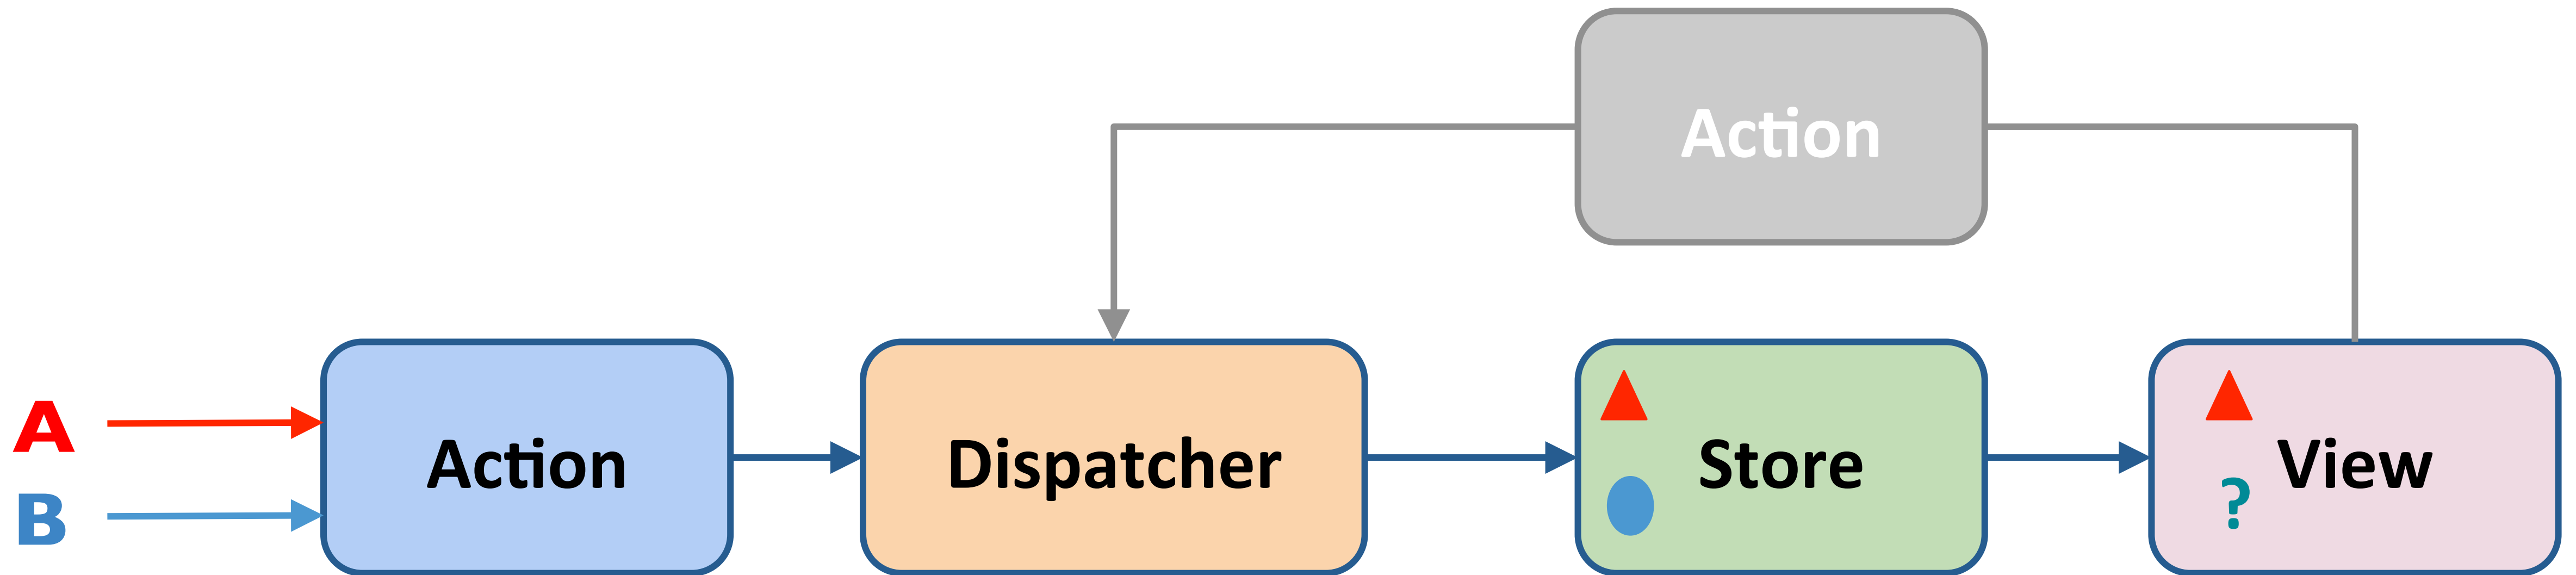 Action
A
B
Action
Dispatcher
Store
View
?